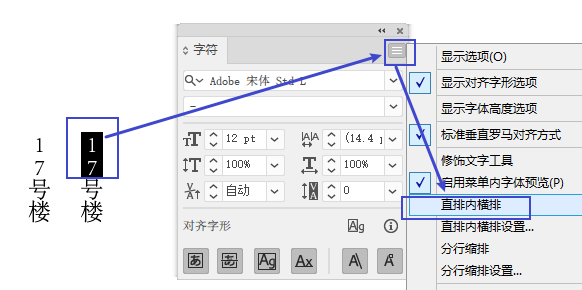 17号楼
17号楼
字符
Adobe 宋体 Std L
12 pt
(14.4 p
100%
100%
自动
0
对齐字形
显示选项(O)
显示对齐字形选项
显示字体高度选项
标准垂直罗马对齐方式
修饰文字工具
启用菜单内字体预览(P)
直排内横排
直排内横排设置...
分行缩排
分行缩排设置...